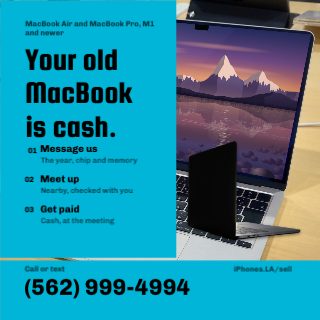 MacBook Air and MacBook Pro, M1
and newer
Your old
MacBook
is cash.
01 Message us
The year, chip and memory
02 Meet up
Nearby, checked with you
03 Get paid
Cash, at the meeting
Call or text
iPhones.LA/sell
(562) 999-4994